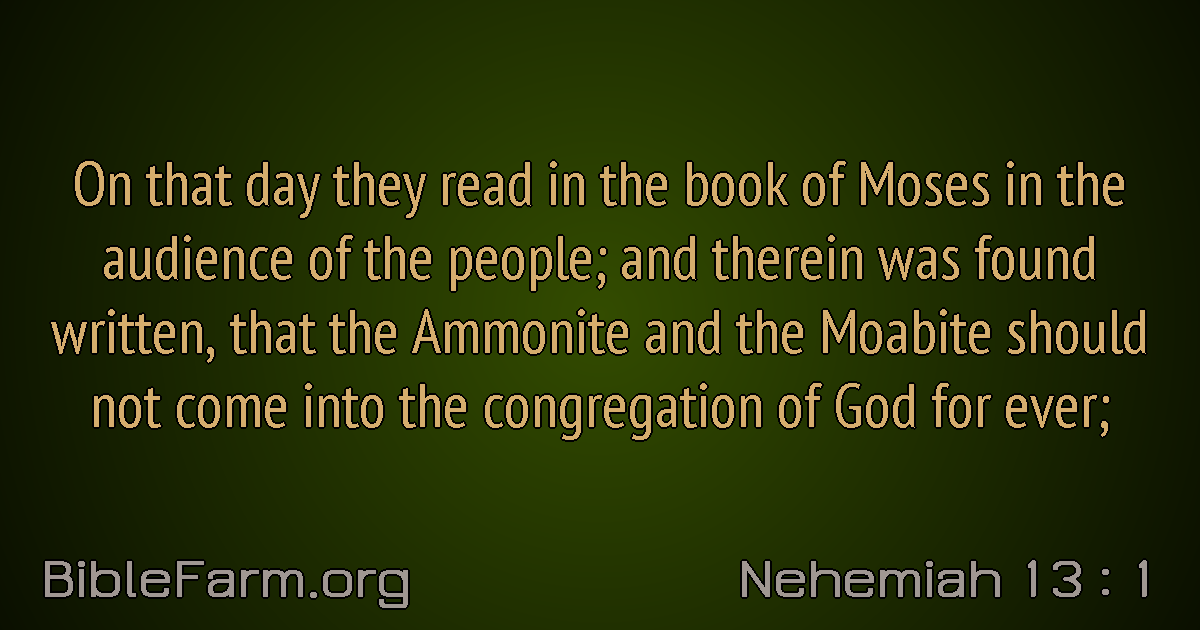 On that day they read in the book of Moses in the
audience of the people; and therein was found
written, that the Ammonite and the Moabite should
not come into the congregation of God for ever;
BibleFarm.org
Nehemiah 13 : 1